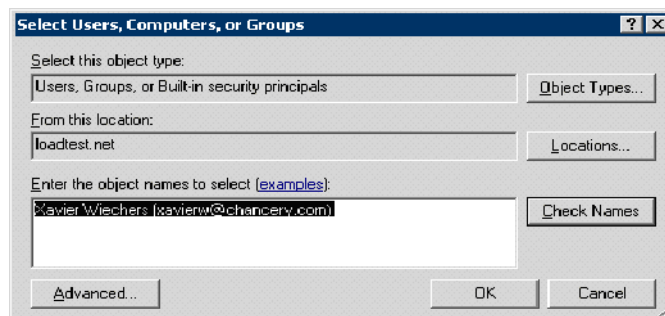 Select Users, Computers, or Groups
Select this object type:
Users, Groups, or Built-in security principals
Object Types...
From this location:
loadtest.net
Locations...
Enter the object names to select (examples):
Xavier Wiechers (xavierw@chancery.com)
Check Names
Advanced...
OK
Cancel